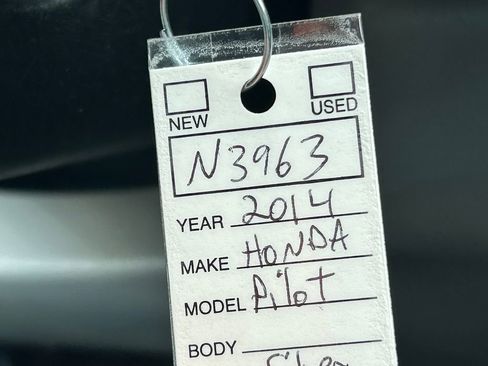 NEW USED
N3963
YEAR 2014
MAKE HONDA
MODEL Pilot
BODY